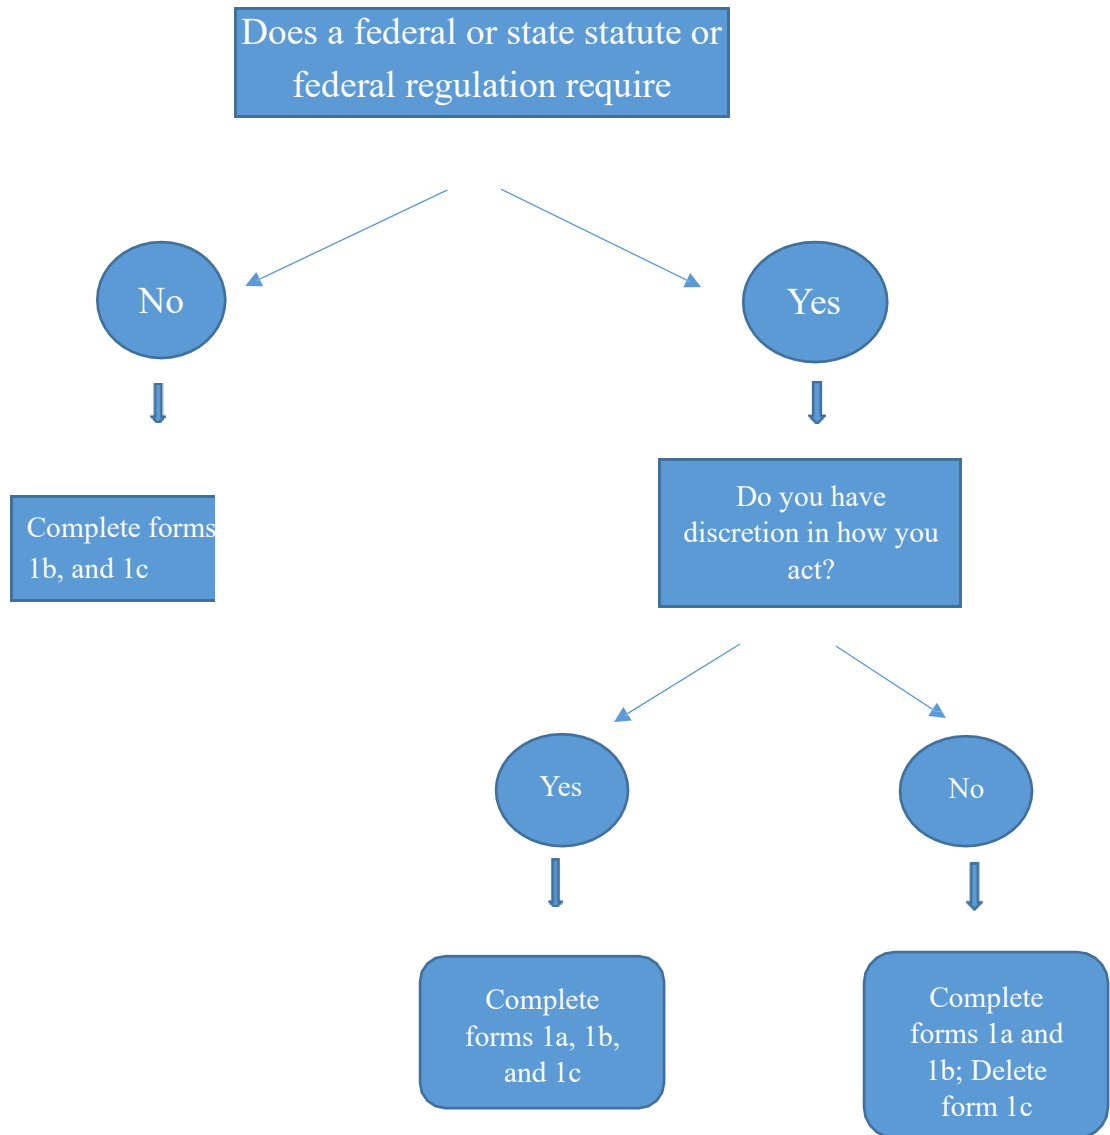 Does a federal or state statute or
federal regulation require
No
Yes
Complete forms
1b, and 1c
Do you have
discretion in how you
act?
Yes
No
Complete
forms 1a, 1b,
and 1c
Complete
forms 1a and
1b; Delete
form 1c